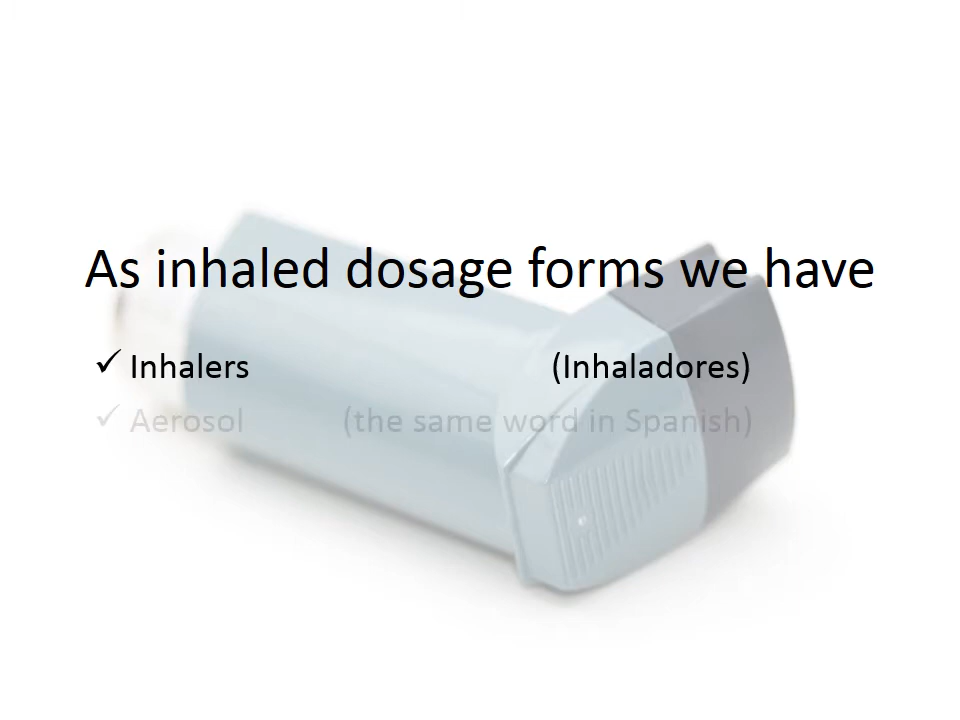 As inhaled dosage forms we have
✓ Inhalers (Inhaladores)
✓ Aerosol (the same word in Spanish)